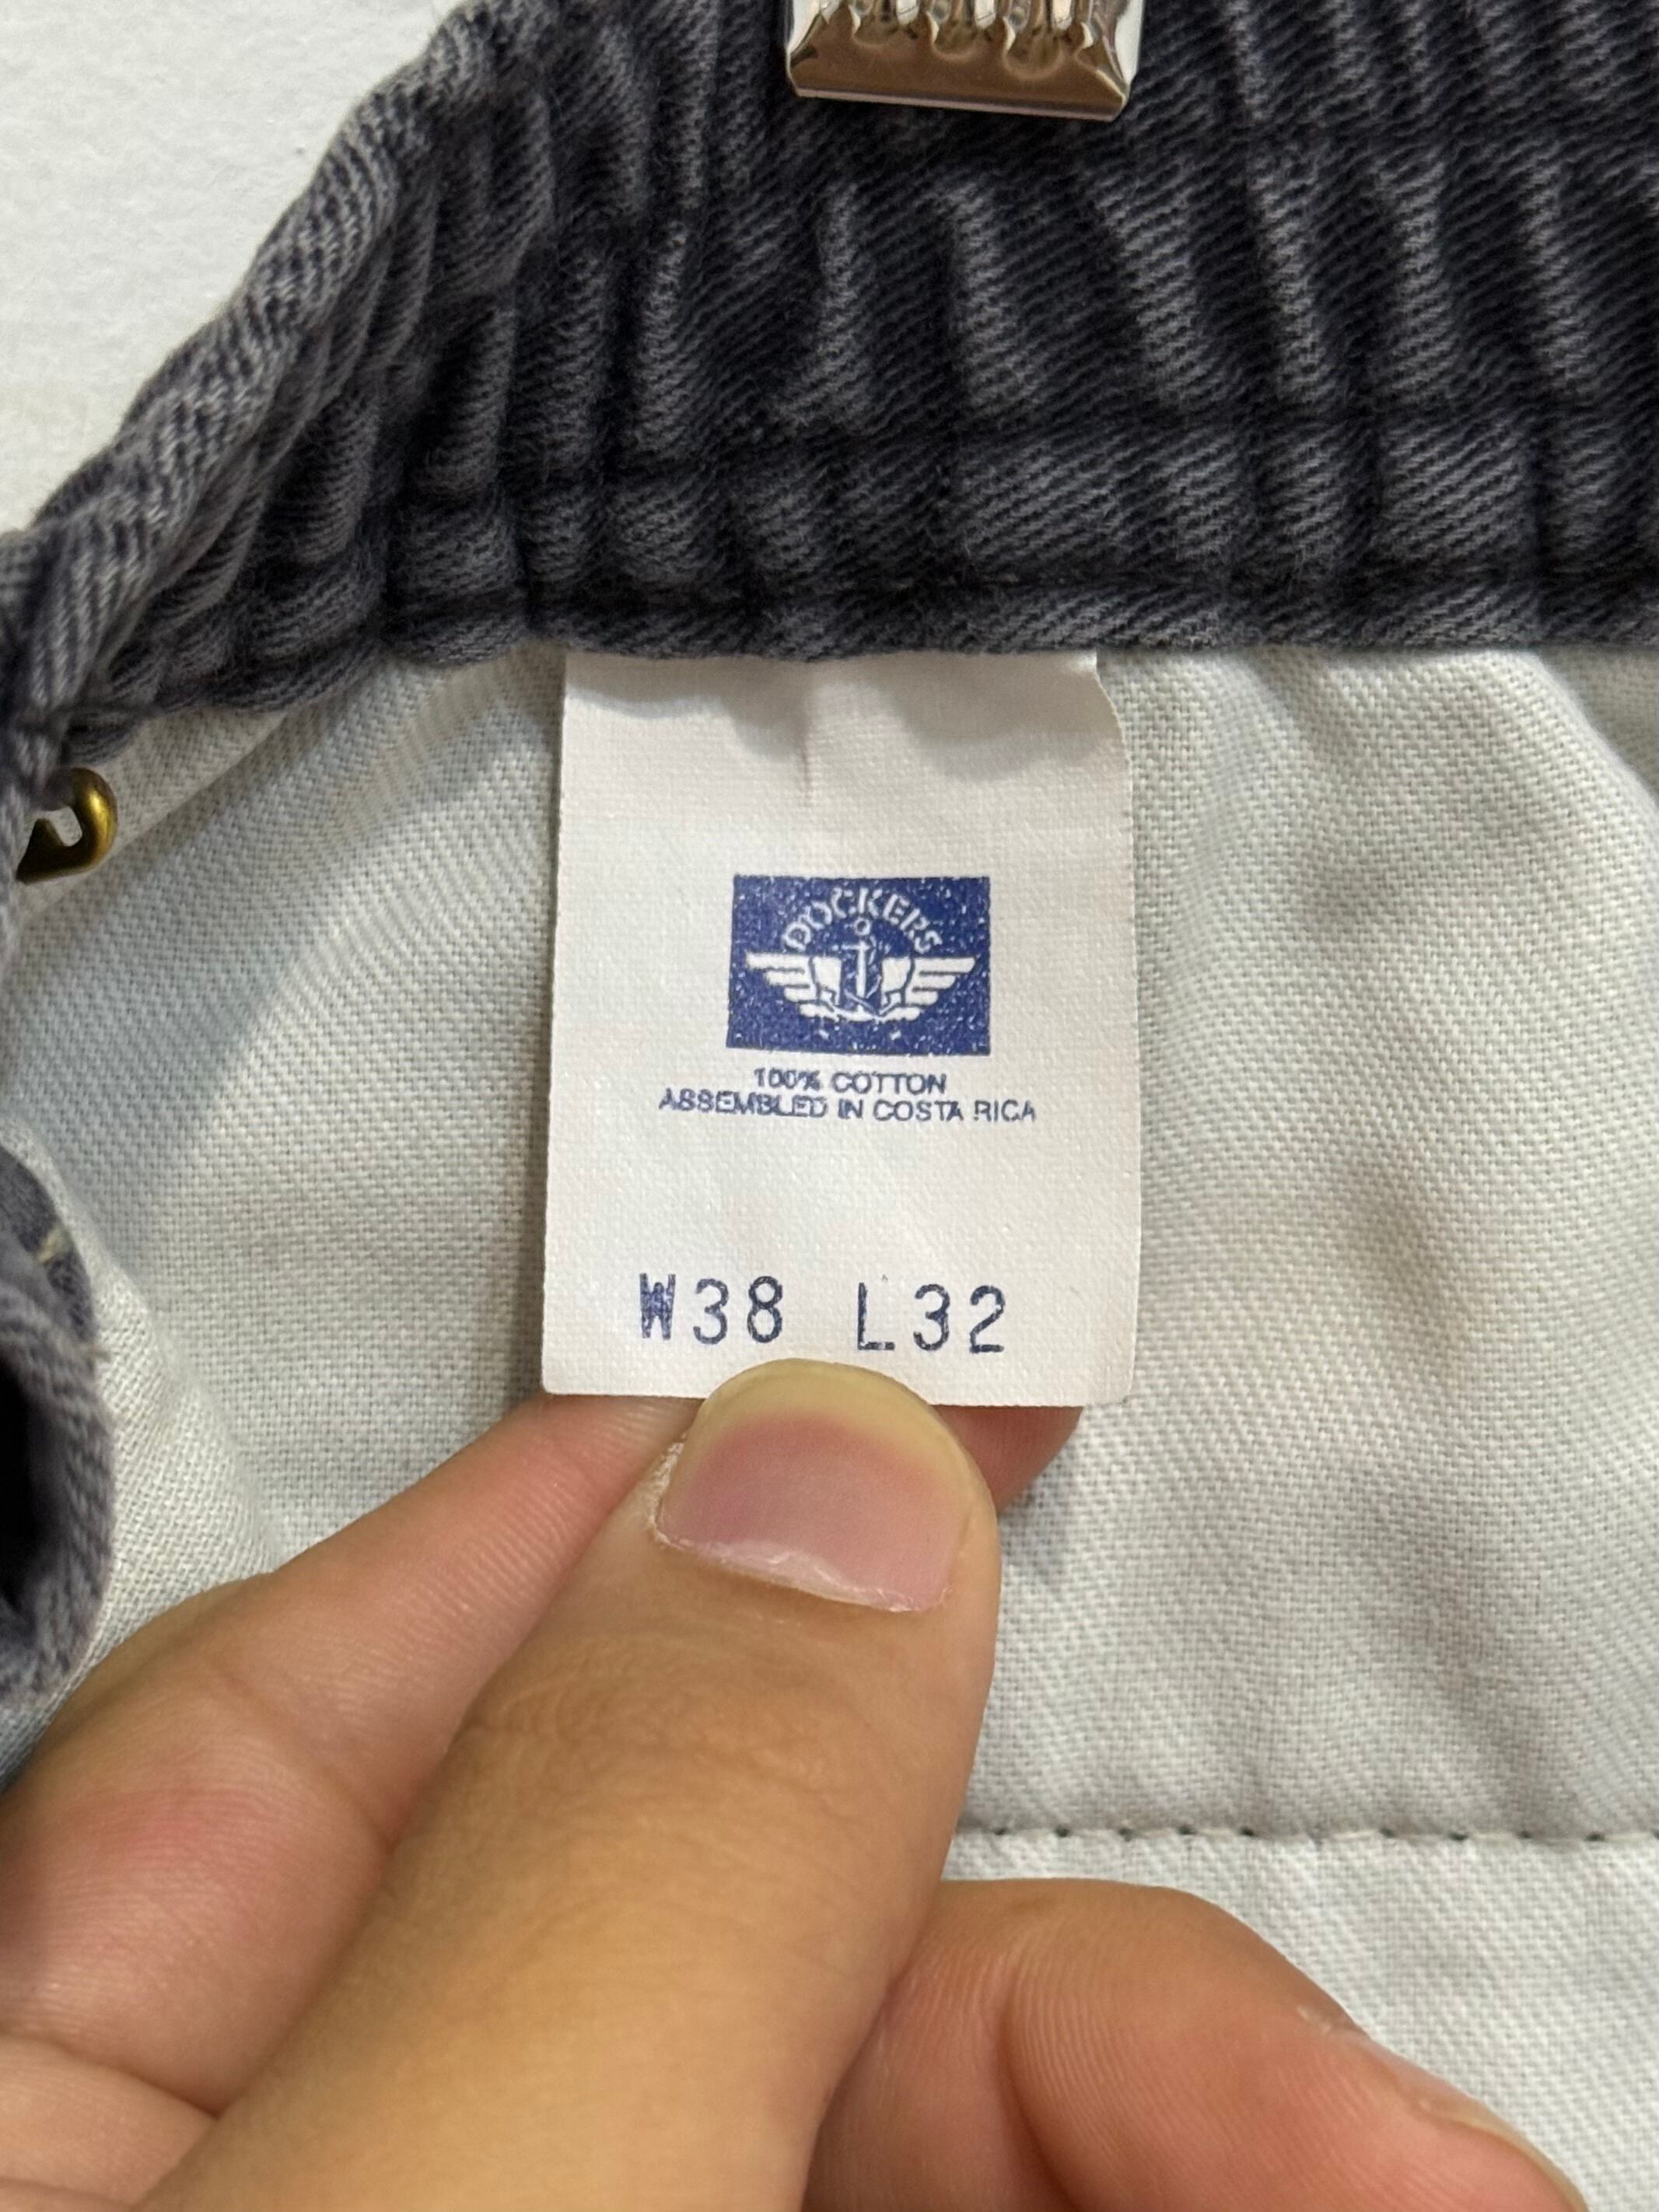 DOCKERS
100% COTTON
ASSEMBLED IN COSTA RICA
W38 L32